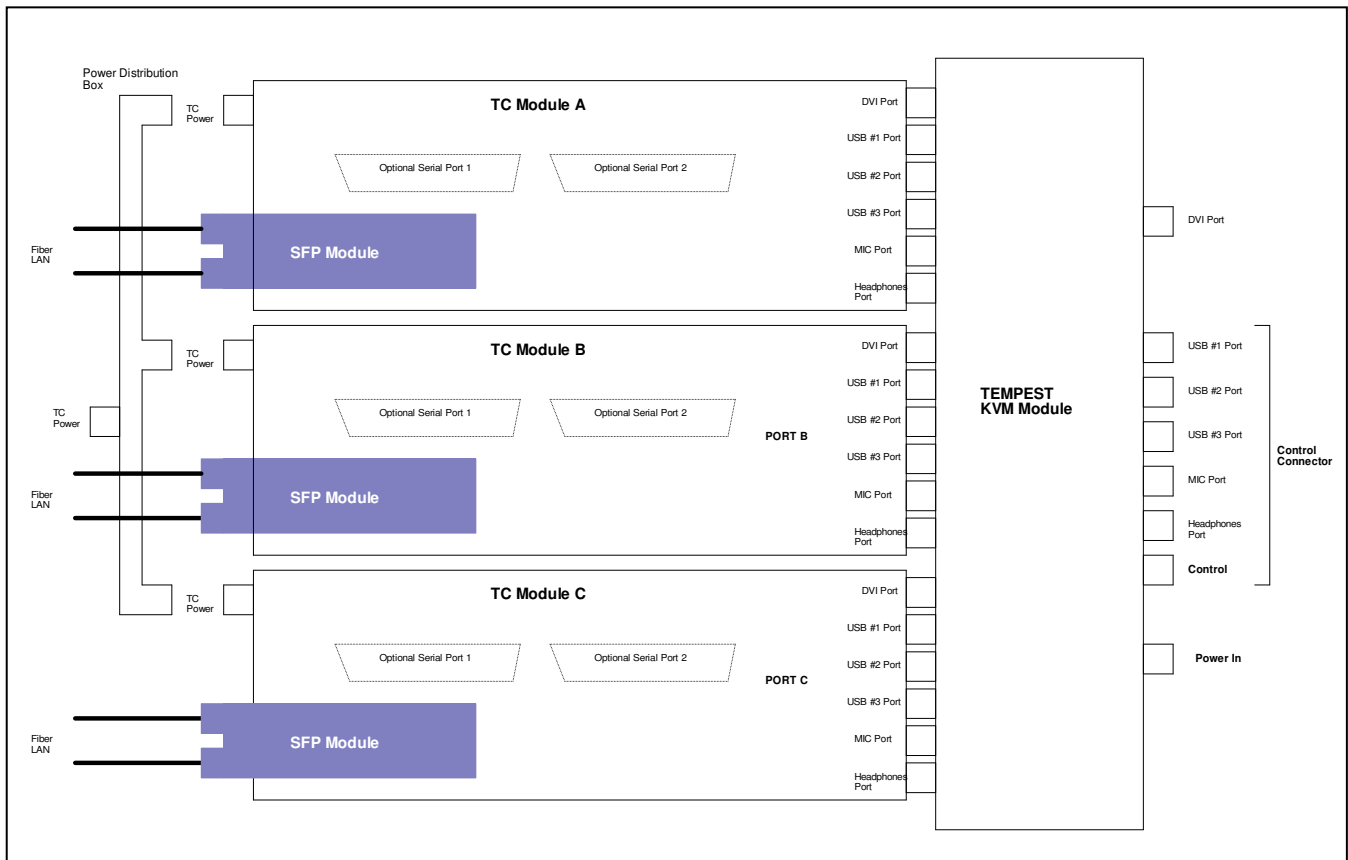 Power Distribution
Box
TC
Power
TC Module A
Optional Serial Port 1
Optional Serial Port 2
DVI Port
USB #1 Port
USB #2 Port
USB #3 Port
MIC Port
Headphones
Port
Fiber
LAN
SFP Module
TC
Power
TC Module B
Optional Serial Port 1
Optional Serial Port 2
PORT B
DVI Port
USB #1 Port
USB #2 Port
USB #3 Port
MIC Port
Headphones
Port
TC
Power
Fiber
LAN
SFP Module
TC
Power
TC Module C
Optional Serial Port 1
Optional Serial Port 2
PORT C
DVI Port
USB #1 Port
USB #2 Port
USB #3 Port
MIC Port
Headphones
Port
Fiber
LAN
SFP Module
TEMPEST
KVM Module
DVI Port
USB #1 Port
USB #2 Port
USB #3 Port
MIC Port
Headphones
Port
Control
Control
Connector
Power In